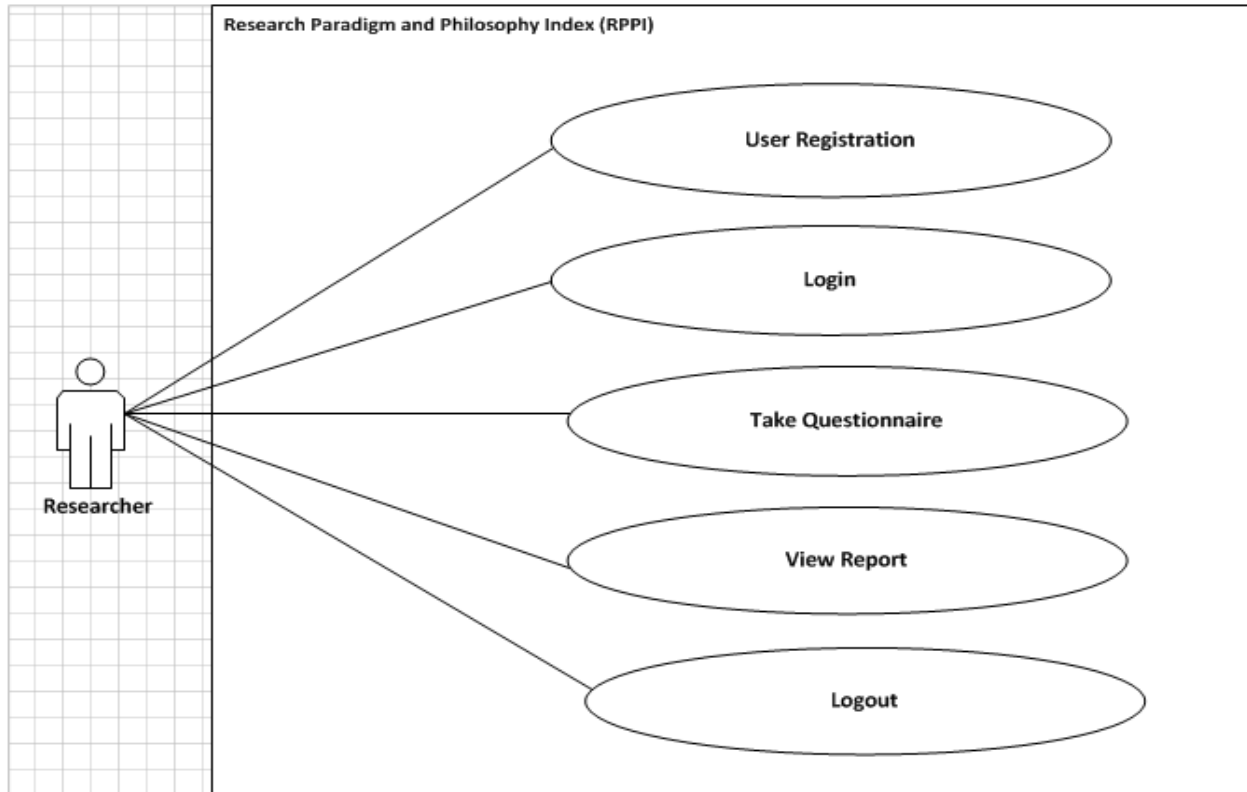 Research Paradigm and Philosophy Index (RPPI)
User Registration
Login
Take Questionnaire
Researcher
View Report
Logout